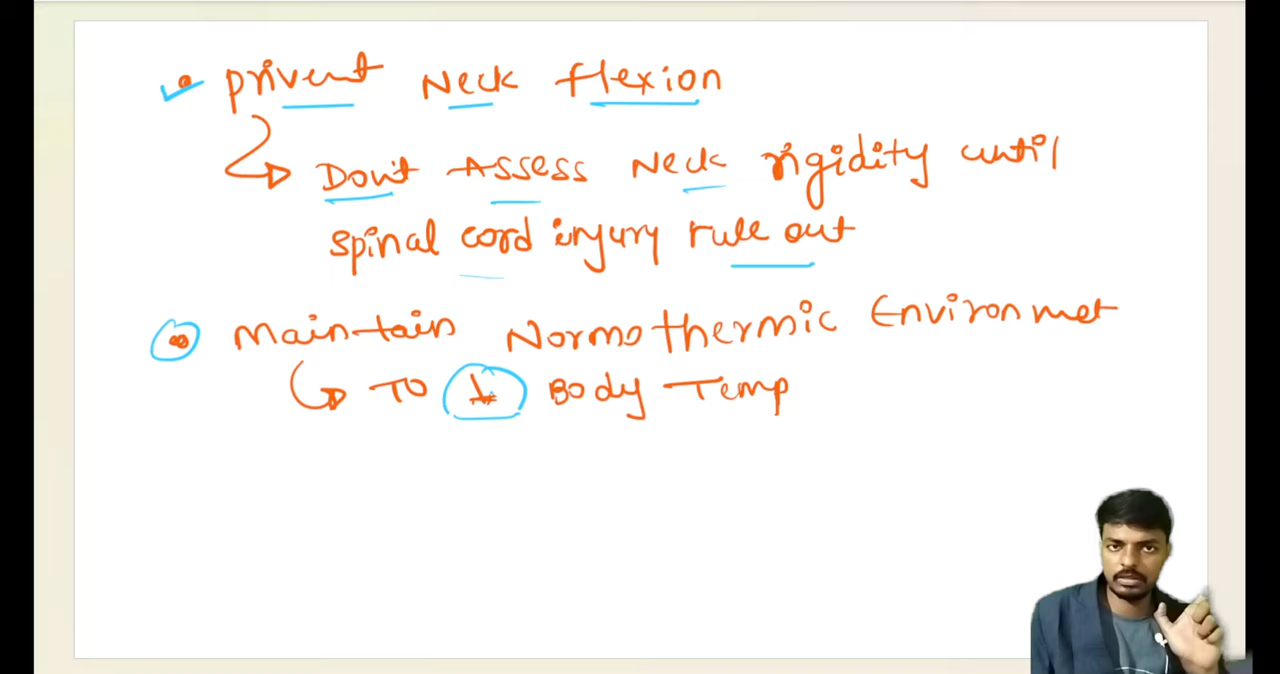 • Privent Neck flexion
Don't Assess Neck rigidity until
spinal cord injury rule out
• Maintain Normothermic Environmet
→ To ↓ Body Temp